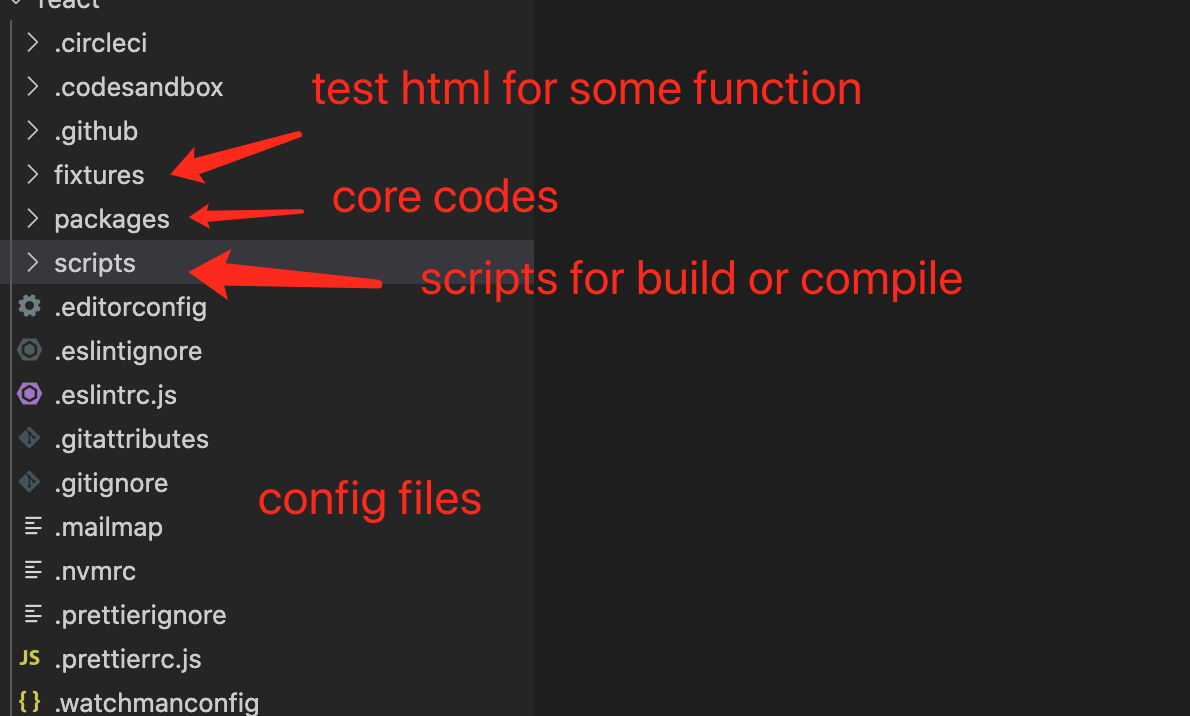 react
.circleci
.codesandbox
test html for some function
.github
fixtures
core codes
packages
scripts
scripts for build or compile
.editorconfig
.eslintignore
.eslintrc.js
.gitattributes
.gitignore
config files
.mailmap
.nvmrc
.prettierignore
JS .prettierrc.js
{ } .watchmanconfig